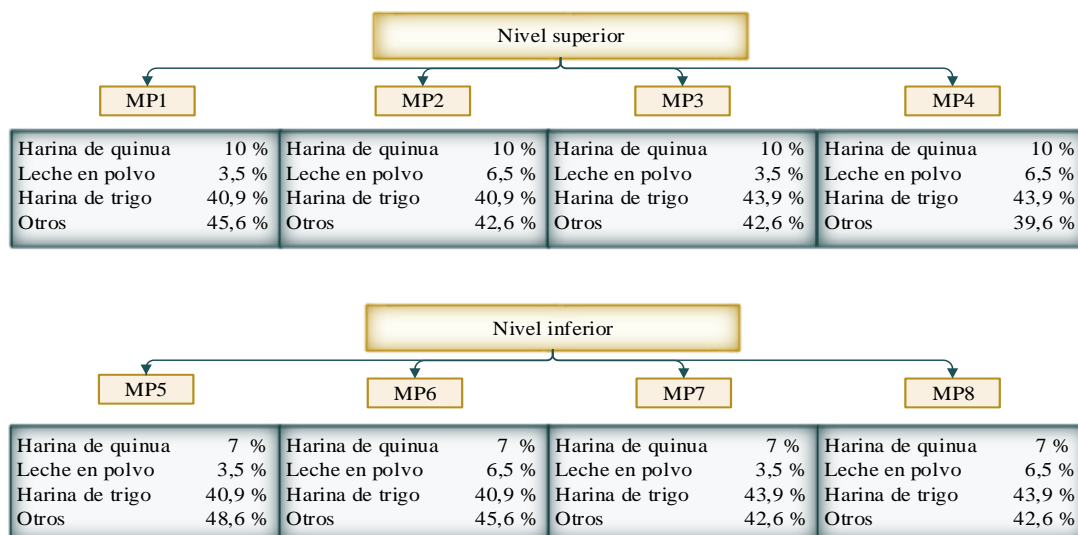 Nivel superior
MP1
MP2
MP3
MP4
Harina de quinua 10 %
Leche en polvo 3,5 %
Harina de trigo 40,9 %
Otros 45,6 %
Harina de quinua 10 %
Leche en polvo 6,5 %
Harina de trigo 40,9 %
Otros 42,6 %
Harina de quinua 10 %
Leche en polvo 3,5 %
Harina de trigo 43,9 %
Otros 42,6 %
Harina de quinua 10 %
Leche en polvo 6,5 %
Harina de trigo 43,9 %
Otros 39,6 %
Nivel inferior
MP5
MP6
MP7
MP8
Harina de quinua 7 %
Leche en polvo 3,5 %
Harina de trigo 40,9 %
Otros 48,6 %
Harina de quinua 7 %
Leche en polvo 6,5 %
Harina de trigo 40,9 %
Otros 45,6 %
Harina de quinua 7 %
Leche en polvo 3,5 %
Harina de trigo 43,9 %
Otros 42,6 %
Harina de quinua 7 %
Leche en polvo 6,5 %
Harina de trigo 43,9 %
Otros 42,6 %